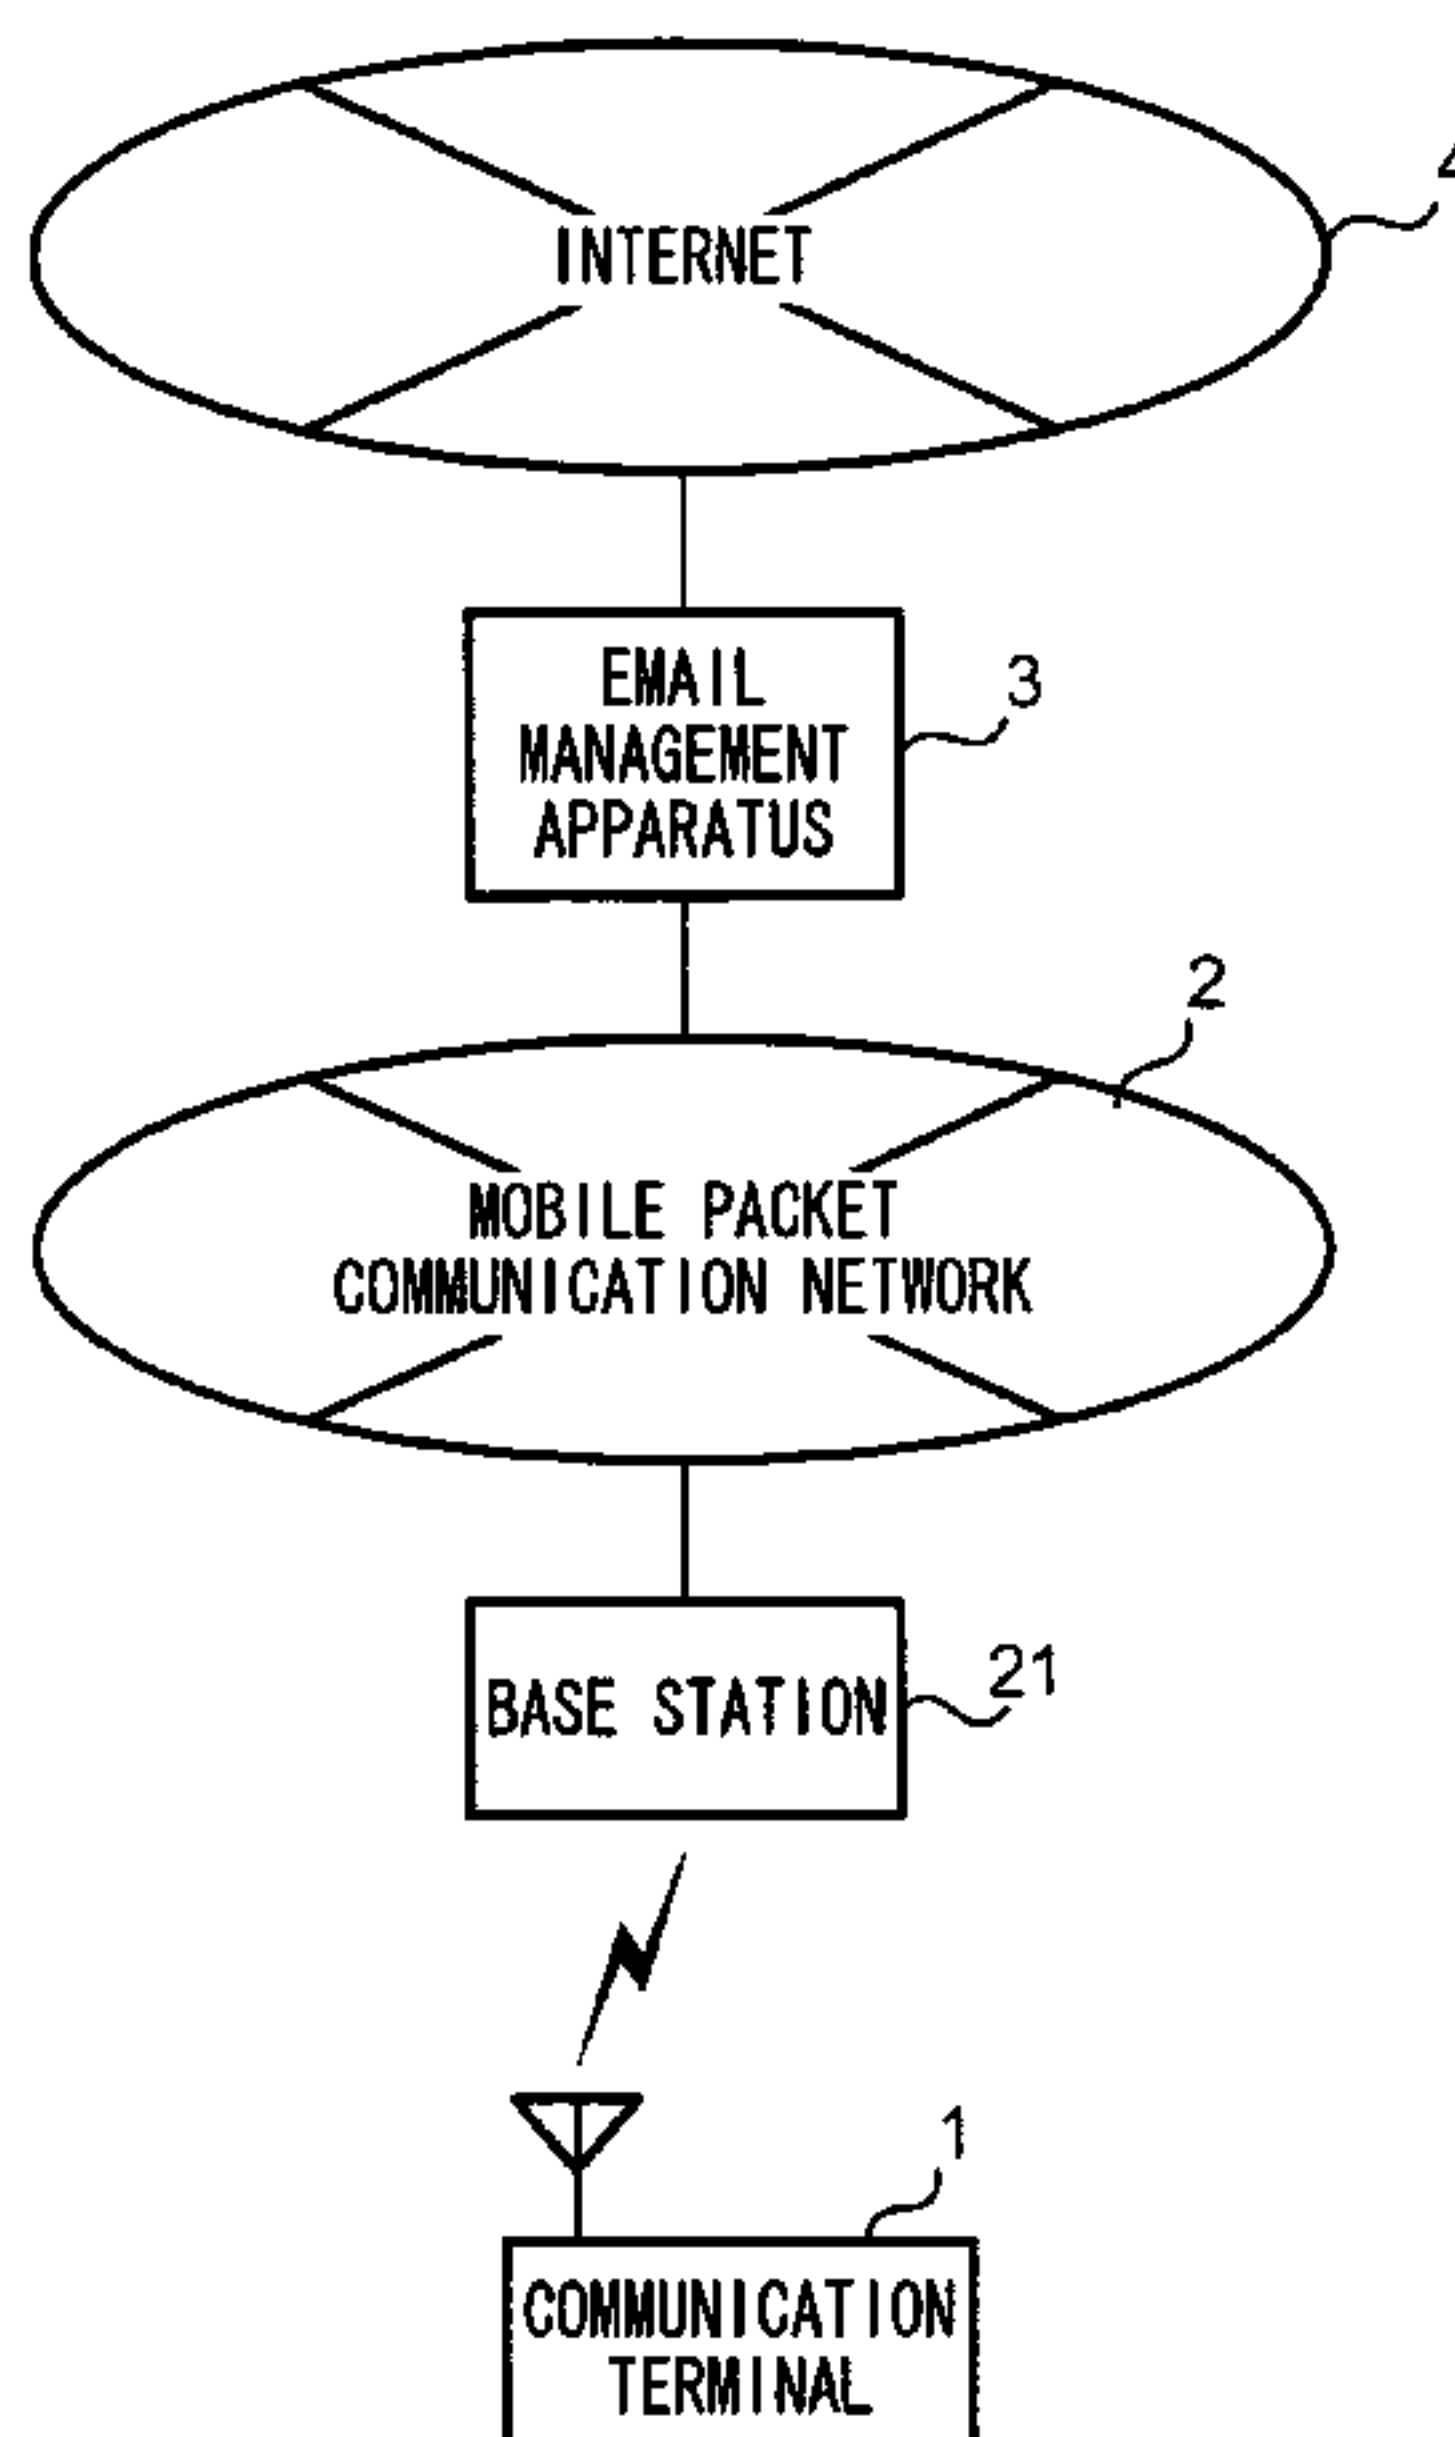 4
INTERNET
EMAIL
MANAGEMENT
APPARATUS
3
2
MOBILE PACKET
COMMUNICATION NETWORK
BASE STATION
21
1
COMMUNICATION
TERMINAL